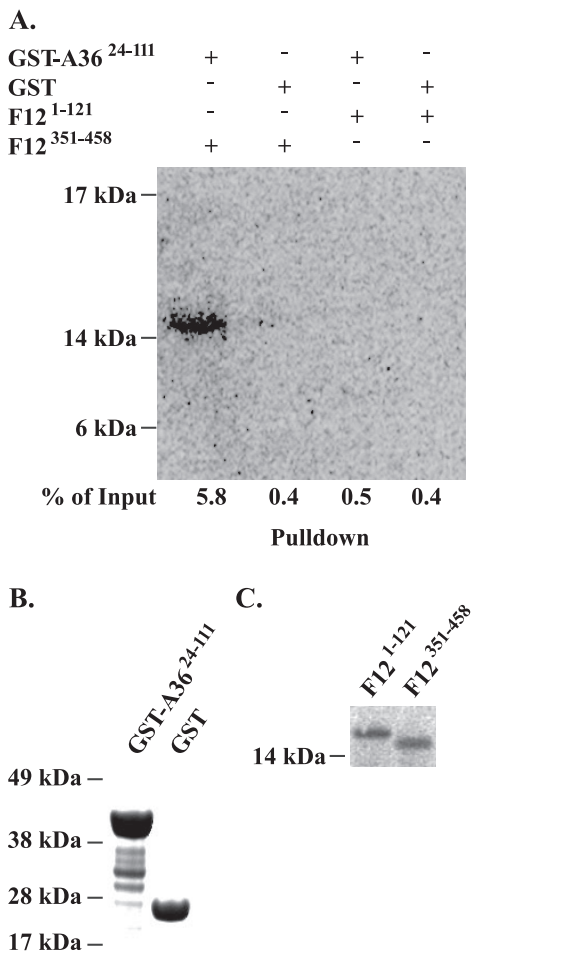 A.
GST-A36 24-111 + - + -
GST - + - +
F12 1-121 - - + +
F12 351-458 + + - -
17 kDa
14 kDa
6 kDa
% of Input 5.8 0.4 0.5 0.4
Pulldown
B. C.
GST-A36 24-111
GST
F12 1-121
F12 351-458
14 kDa
49 kDa
38 kDa
28 kDa
17 kDa